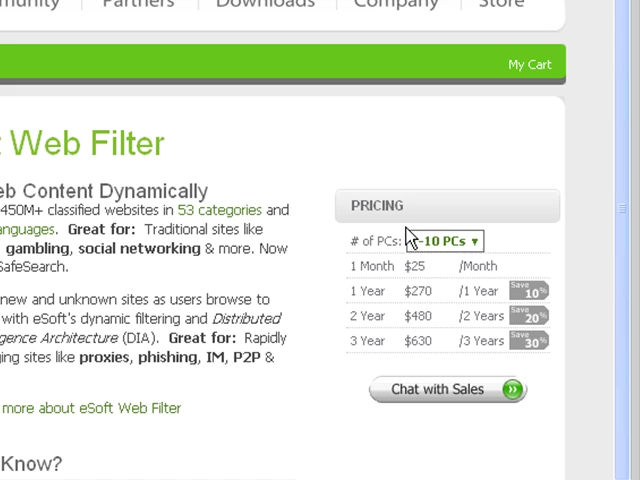 Partners Downloads Company Store
My Cart
Web Filter
Content Dynamically
450M+ classified websites in 53 categories and
Great for: Traditional sites like
gambling, social networking & more. Now
SafeSearch.
new and unknown sites as users browse to
with eSoft's dynamic filtering and Distributed
Architecture (DIA). Great for: Rapidly
sites like proxies, phishing, IM, P2P &
more about eSoft Web Filter
Know?
PRICING
# of PCs: -10 PCs ▼
1 Month $25 /Month
1 Year $270 /1 Year Save 10%
2 Year $480 /2 Years Save 20%
3 Year $630 /3 Years Save 30%
Chat with Sales